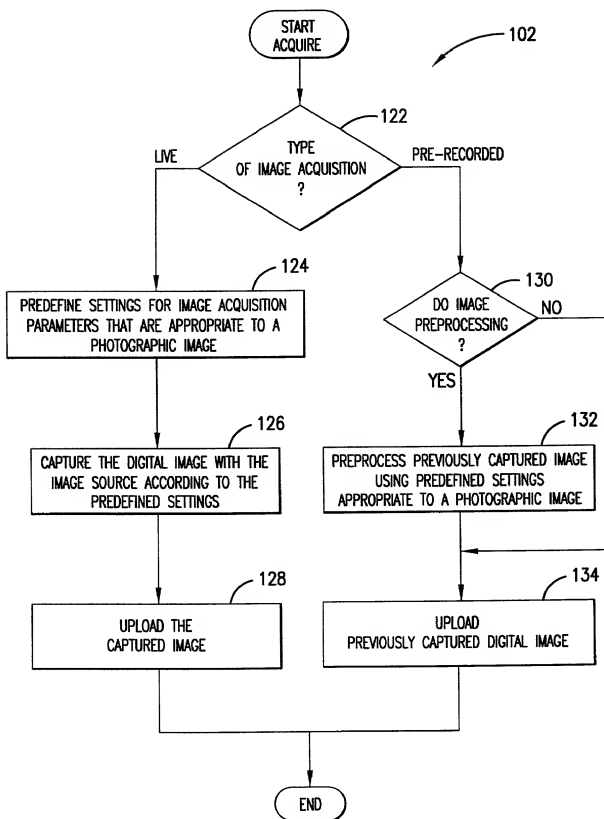 START
ACQUIRE
102
122
TYPE
OF IMAGE ACQUISITION
?
LIVE
PRE-RECORDED
124
PREDEFINE SETTINGS FOR IMAGE ACQUISITION
PARAMETERS THAT ARE APPROPRIATE TO A
PHOTOGRAPHIC IMAGE
130
DO IMAGE
PREPROCESSING
?
NO
YES
126
CAPTURE THE DIGITAL IMAGE WITH THE
IMAGE SOURCE ACCORDING TO THE
PREDEFINED SETTINGS
132
PREPROCESS PREVIOUSLY CAPTURED IMAGE
USING PREDEFINED SETTINGS
APPROPRIATE TO A PHOTOGRAPHIC IMAGE
128
UPLOAD THE
CAPTURED IMAGE
134
UPLOAD
PREVIOUSLY CAPTURED DIGITAL IMAGE
END